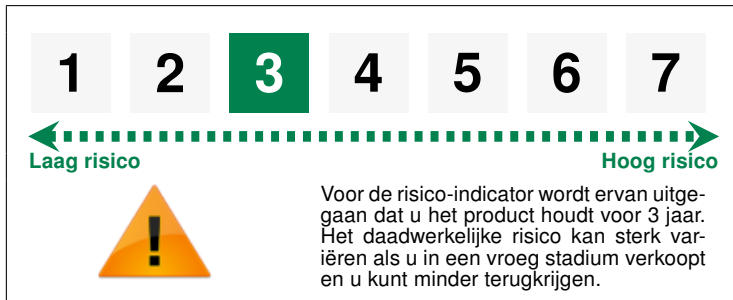 1 2 3 4 5 6 7
Laag risico Hoog risico
!
Voor de risico-indicator wordt ervan uitge-
gaan dat u het product houdt voor 3 jaar.
Het daadwerkelijke risico kan sterk var-
iëren als u in een vroeg stadium verkoopt
en u kunt minder terugkrijgen.